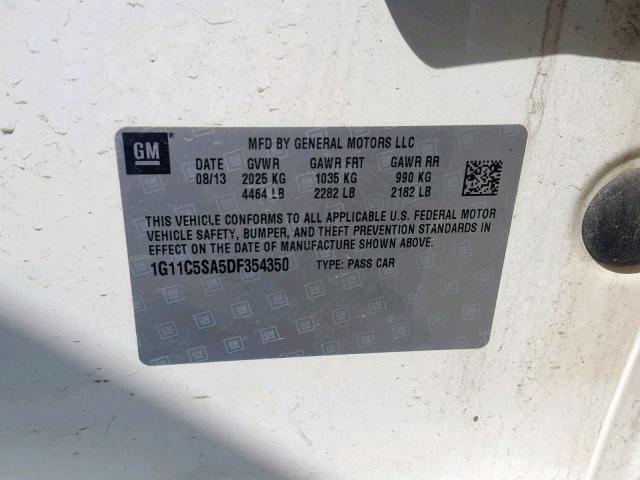 GM
MFD BY GENERAL MOTORS LLC
DATE GVWR GAWR FRT GAWR RR
08/13 2025 KG 1035 KG 990 KG
4464 LB 2282 LB 2182 LB
THIS VEHICLE CONFORMS TO ALL APPLICABLE U.S. FEDERAL MOTOR
VEHICLE SAFETY, BUMPER, AND THEFT PREVENTION STANDARDS IN
EFFECT ON THE DATE OF MANUFACTURE SHOWN ABOVE.
1G11C5SA5DF354350 TYPE: PASS CAR